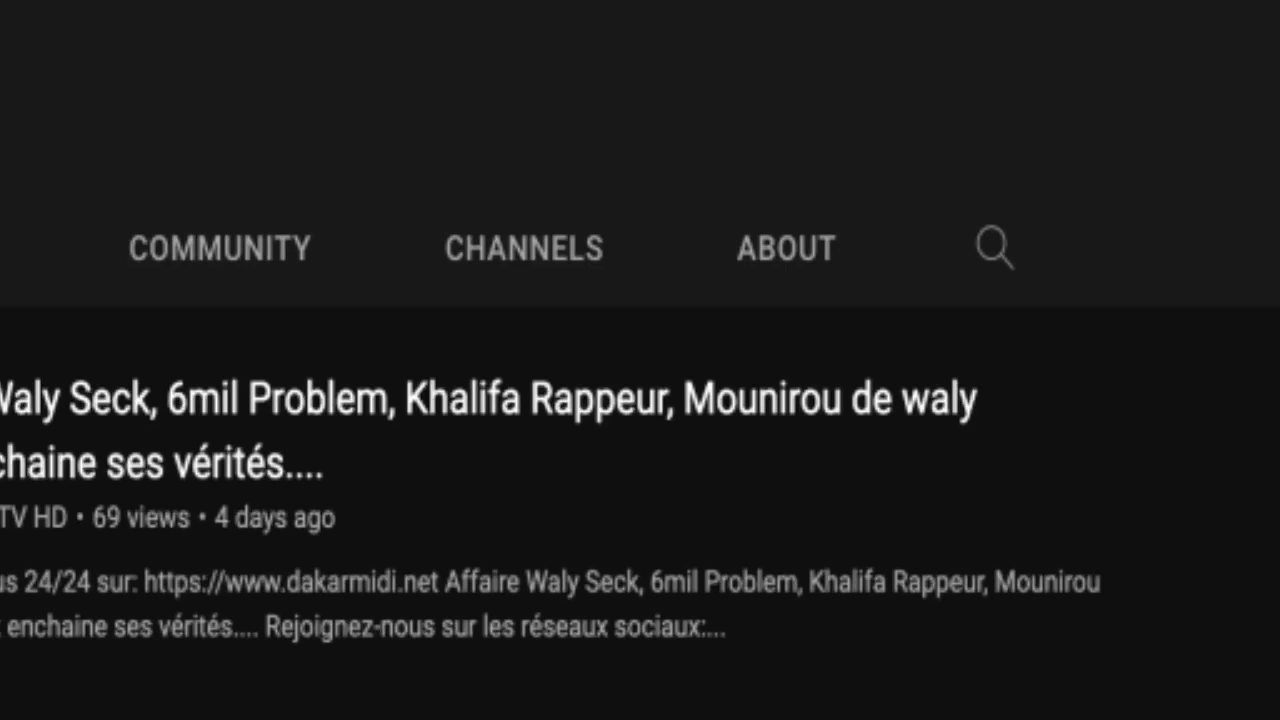 COMMUNITY CHANNELS ABOUT
Waly Seck, 6mil Problem, Khalifa Rappeur, Mounirou de waly
chaine ses vérités....
TV HD • 69 views • 4 days ago
us 24/24 sur: https://www.dakarmidi.net Affaire Waly Seck, 6mil Problem, Khalifa Rappeur, Mounirou
enchaine ses vérités.... Rejoignez-nous sur les réseaux sociaux:...